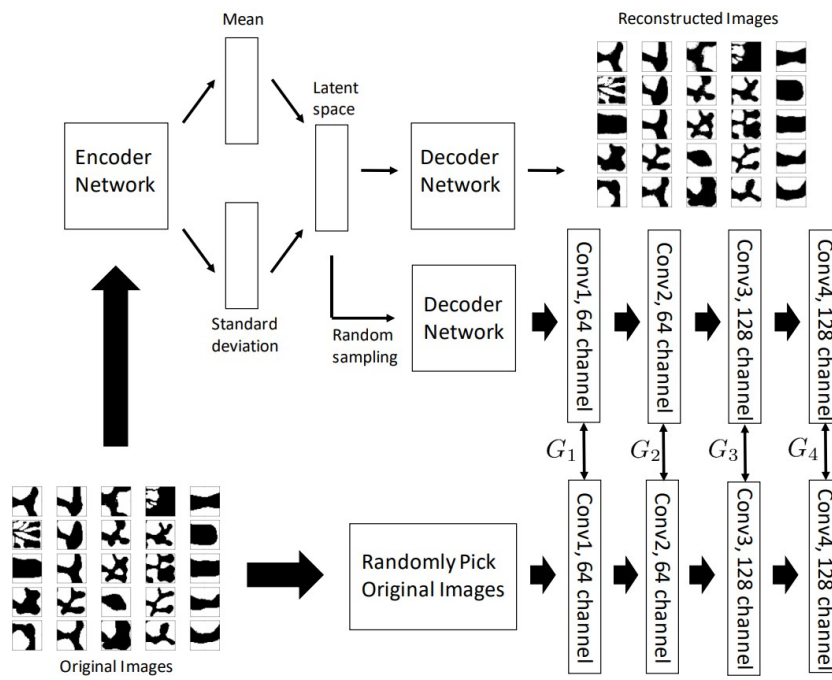 Mean
Reconstructed Images
Latent
space
Encoder
Network
Decoder
Network
Standard
deviation
Random
sampling
Decoder
Network
Conv1, 64 channel
Conv2, 64 channel
Conv3, 128 channel
Conv4, 128 channel
G₁
G₂
G₃
G₄
Randomly Pick
Original Images
Conv1, 64 channel
Conv2, 64 channel
Conv3, 128 channel
Conv4, 128 channel
Original Images